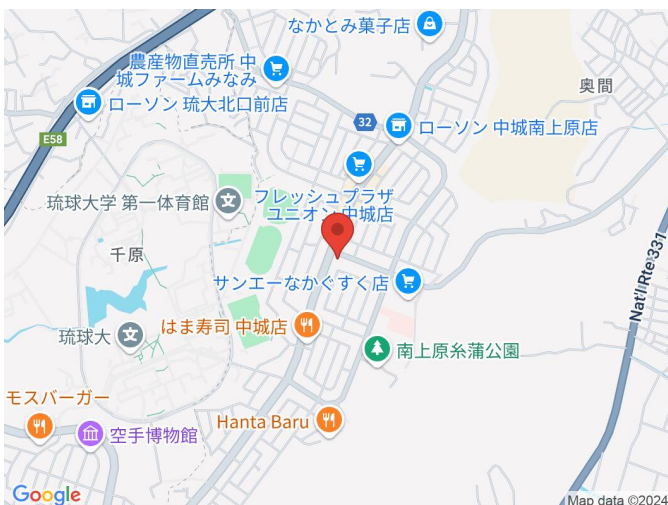 なかとみ菓子店
農産物直売所 中
城ファームみなみ
奥間
ローソン 琉大北口前店
32
ローソン 中城南上原店
E58
フレッシュプラザ
ユニオン中城店
琉球大学 第一体育館
千原
サンエーなかぐすく店
Nat'l Rte 331
はま寿司 中城店
琉球大
南上原糸蒲公園
モスバーガー
Hanta Baru
空手博物館
Google
Map data ©2024